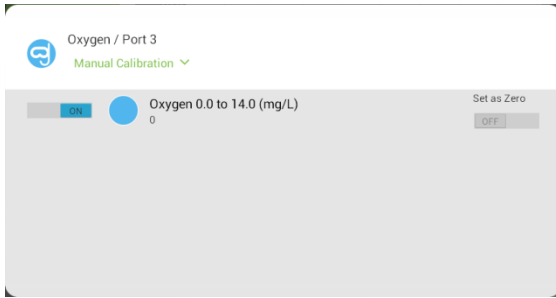 Oxygen / Port 3
Manual Calibration
ON
Oxygen 0.0 to 14.0 (mg/L)
0
Set as Zero
OFF